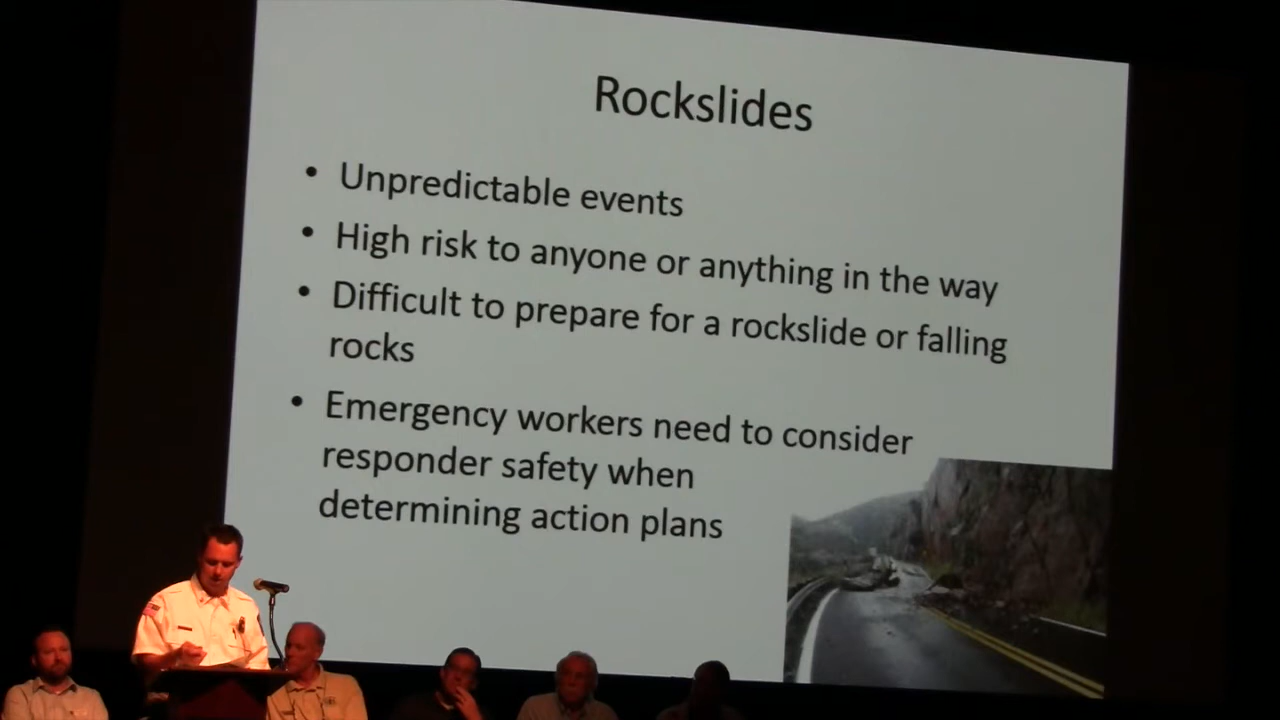 Rockslides
• Unpredictable events
• High risk to anyone or anything in the way
• Difficult to prepare for a rockslide or falling
rocks
• Emergency workers need to consider
responder safety when
determining action plans